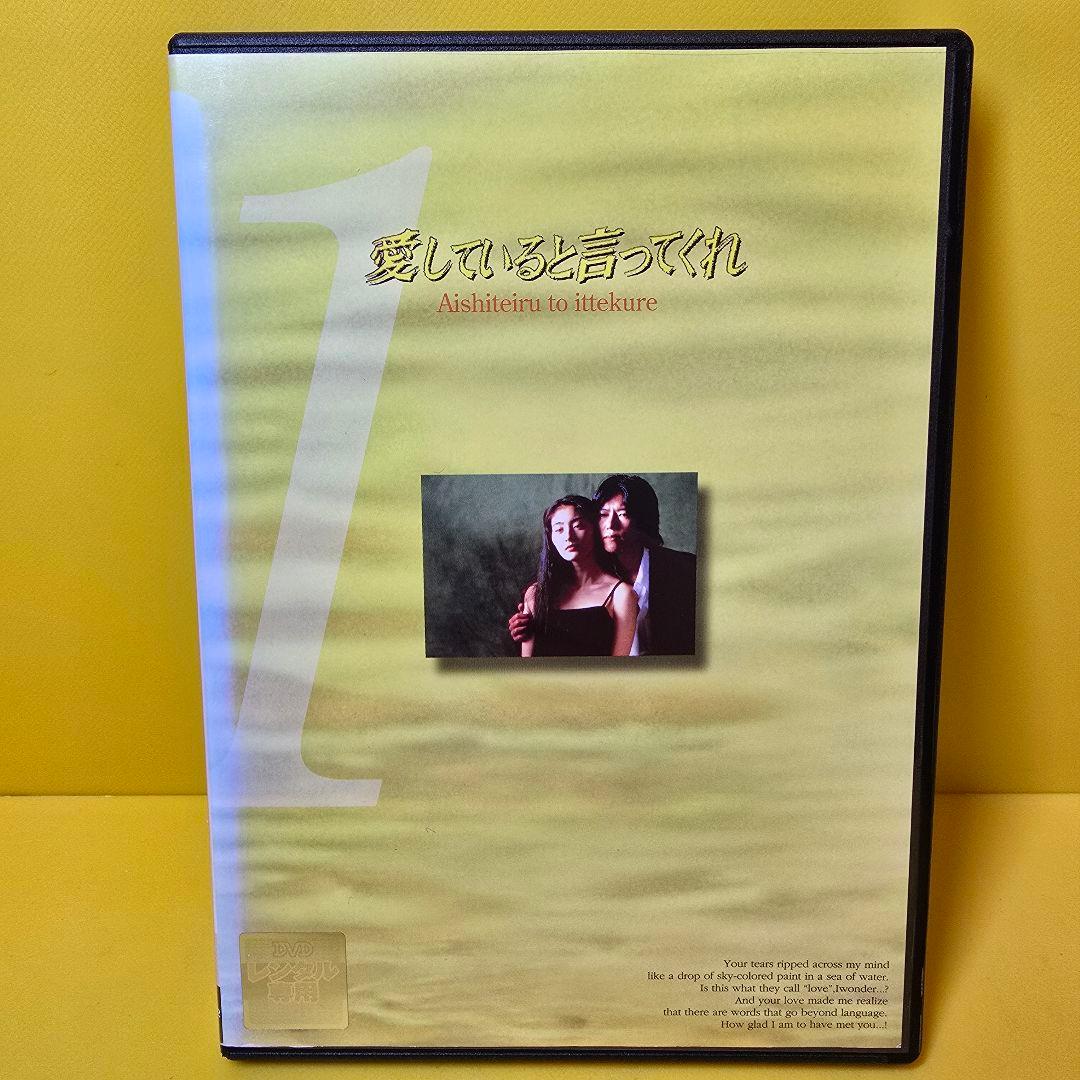 1
愛していると言ってくれ
Aishiteiru to ittekure
DVD
レンタル
専用
Your tears ripped across my mind
like a drop of sky-colored paint in a sea of water.
Is this what they call "love",Iwonder...?
And your love made me realize
that there are words that go beyond language.
How glad I am to have met you...!